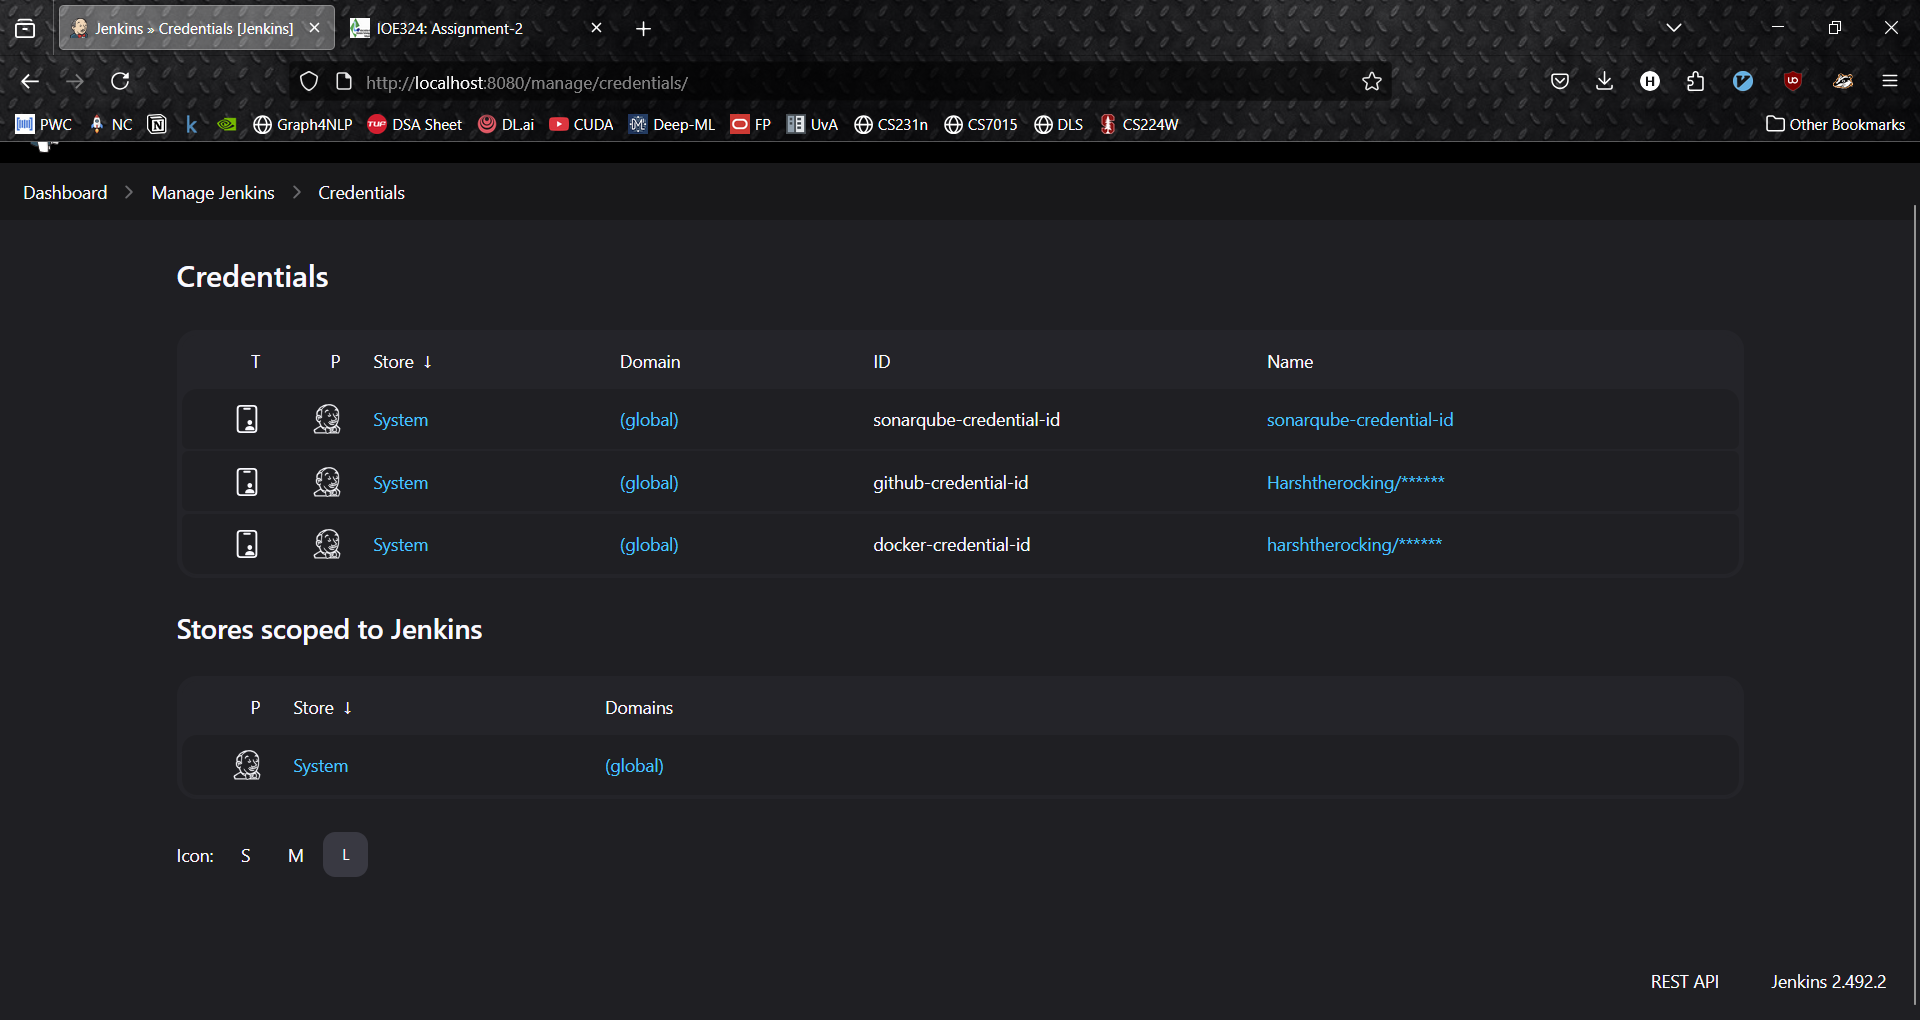 Jenkins » Credentials [Jenkins]
IOE324: Assignment-2
http://localhost:8080/manage/credentials/
PWC NC Graph4NLP TUF DSA Sheet DL.ai CUDA Deep-ML FP UvA CS231n CS7015 DLS CS224W Other Bookmarks
Dashboard Manage Jenkins Credentials
Credentials
T P Store ↓ Domain ID Name
System (global) sonarqube-credential-id sonarqube-credential-id
System (global) github-credential-id Harshtherocking/******
System (global) docker-credential-id harshtherocking/******
Stores scoped to Jenkins
P Store ↓ Domains
System (global)
Icon: S M L
REST API Jenkins 2.492.2